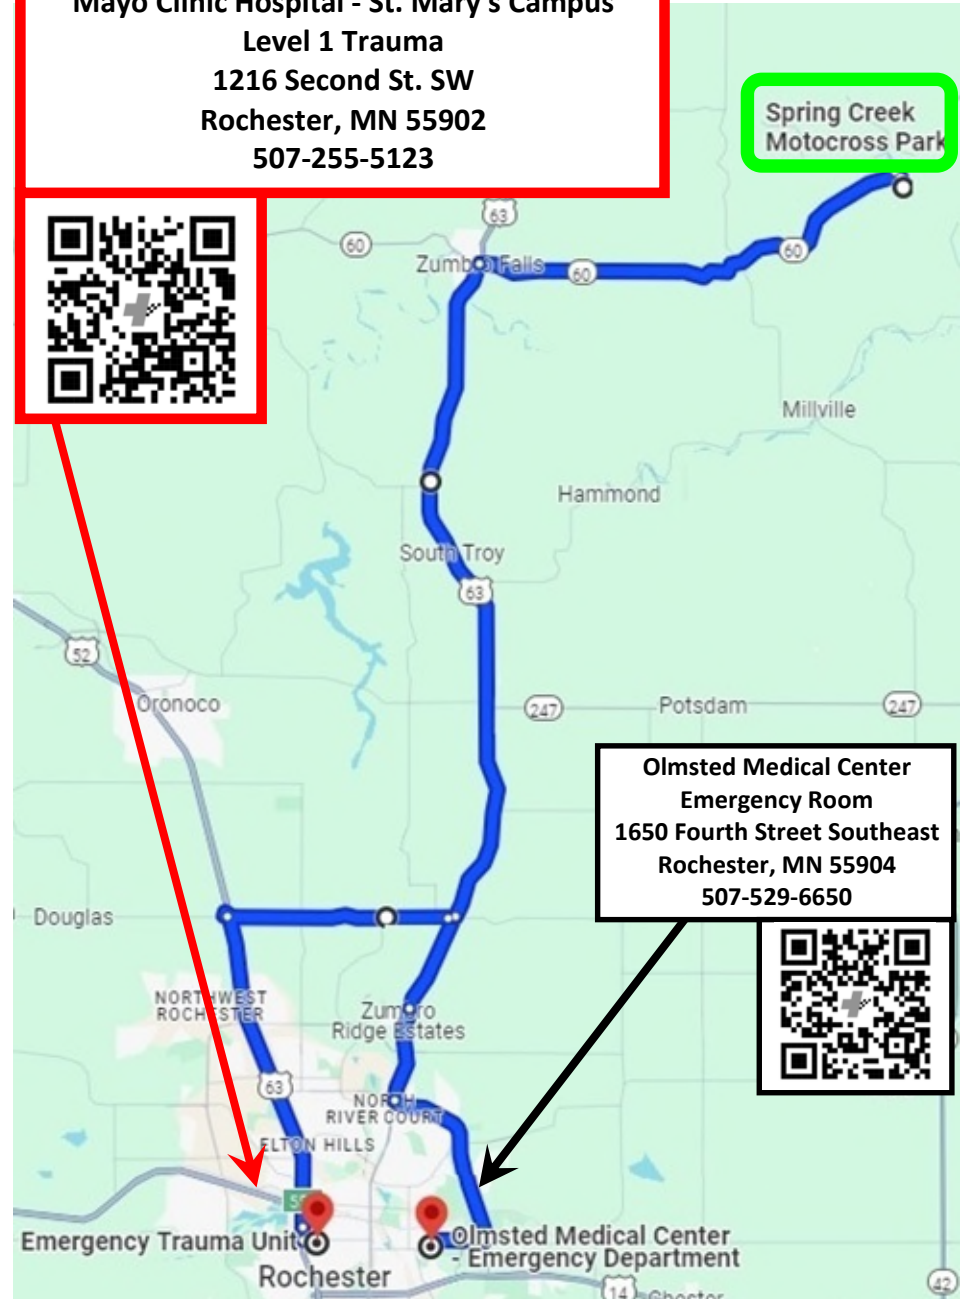 Mayo Clinic Hospital - St. Mary's Campus
Level 1 Trauma
1216 Second St. SW
Rochester, MN 55902
507-255-5123
Spring Creek
Motocross Park
63
60
Zumbro Falls
60
60
Millville
Hammond
South Troy
63
52
Oronoco
247
Potsdam
247
Olmsted Medical Center
Emergency Room
1650 Fourth Street Southeast
Rochester, MN 55904
507-529-6650
Douglas
NORTHWEST
ROCHESTER
Zumbro
Ridge Estates
63
NORTH
RIVER COURT
ELTON HILLS
Emergency Trauma Unit
Olmsted Medical Center
- Emergency Department
Rochester
14
Chester
42